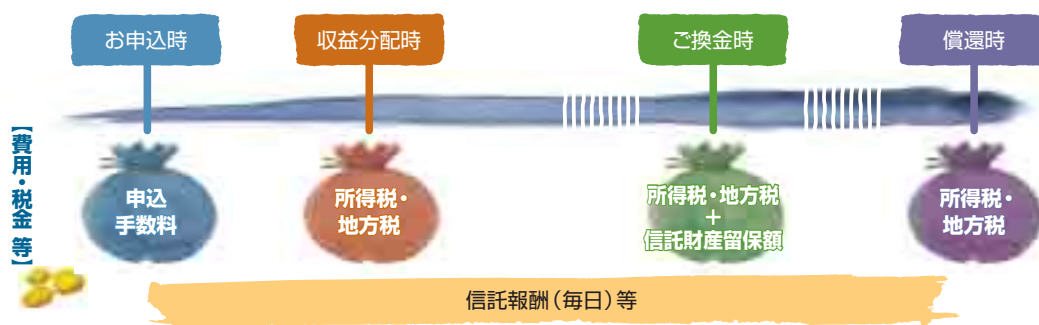 お申込時
収益分配時
ご換金時
償還時
【費用・税金 等】
申込
手数料
所得税・
地方税
所得税・地方税
+
信託財産留保額
所得税・
地方税
信託報酬(毎日)等